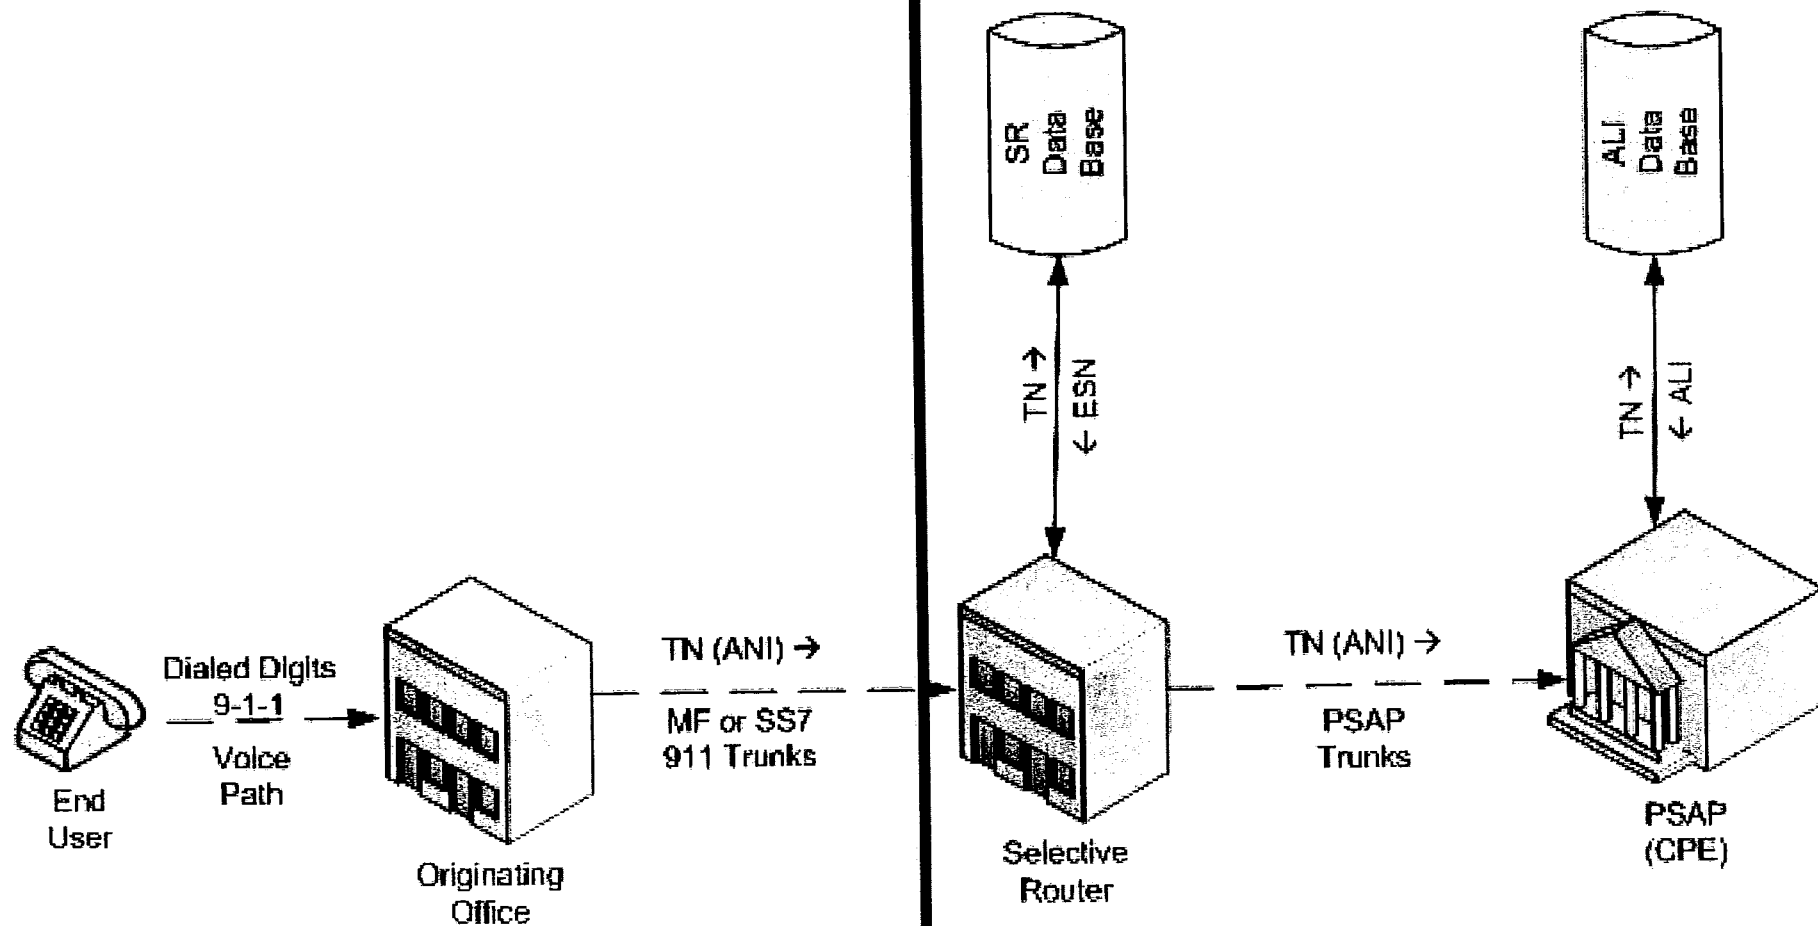 SR
Data
Base
ALI
Data
Base
TN →
← ESN
TN →
← ALI
Dialed Digits
9-1-1
Voice
Path
End
User
Originating
Office
TN (ANI) →
MF or SS7
911 Trunks
Selective
Router
TN (ANI) →
PSAP
Trunks
PSAP
(CPE)